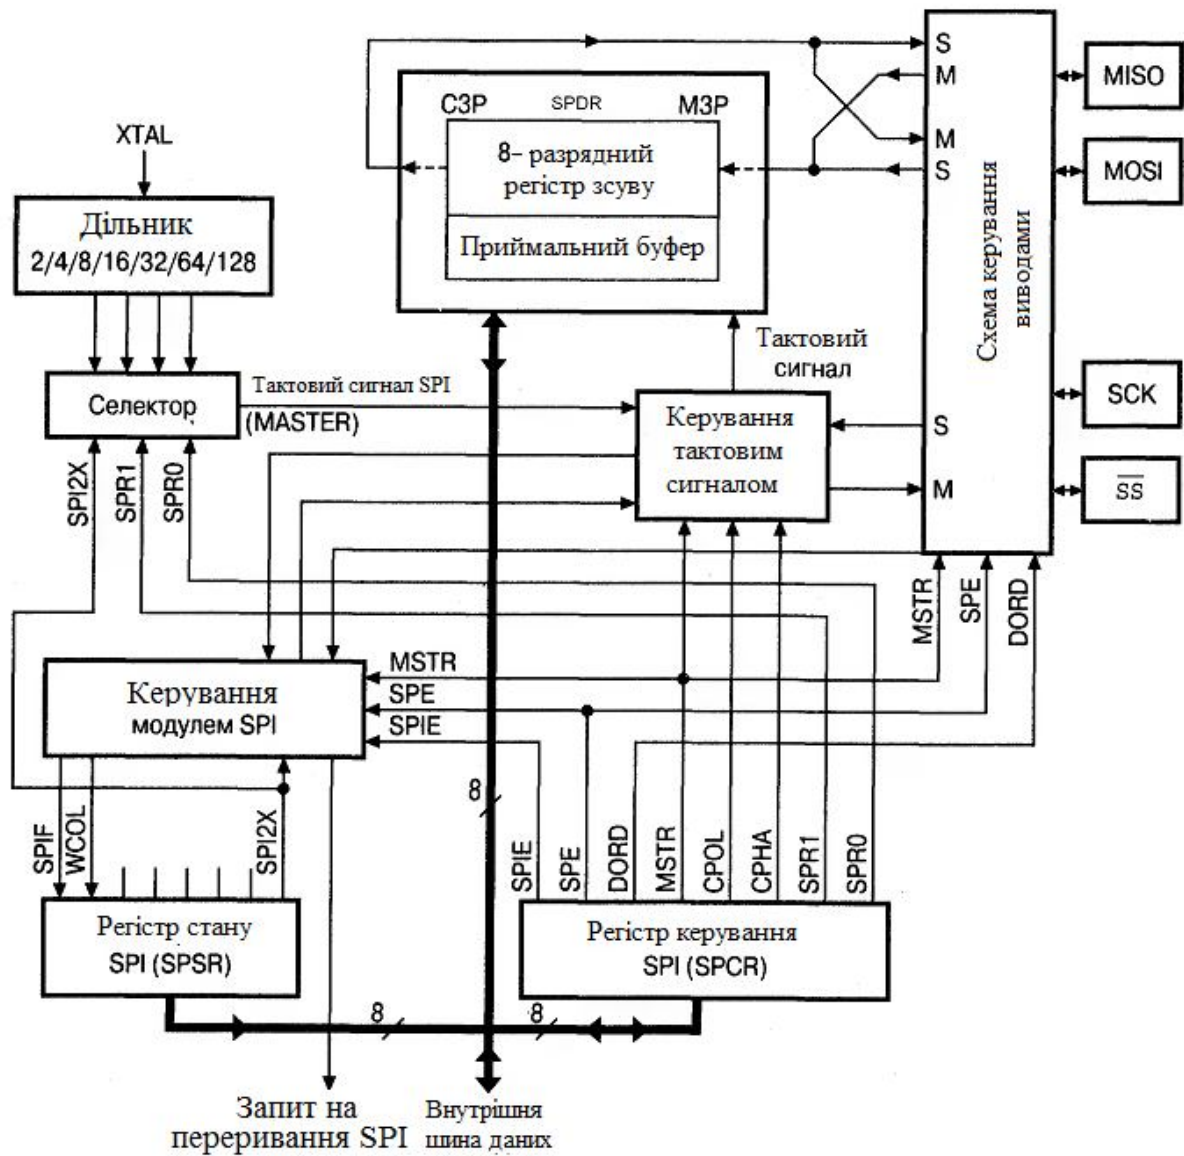 S
MISO
M
СЗР
SPDR
МЗР
XTAL
M
8– разрядний
регістр зсуву
S
MOSI
Дільник
2/4/8/16/32/64/128
Приймальний буфер
Схема керування
виводами
Тактовий
сигнал
Селектор
Тактовий сигнал SPI
(MASTER)
SCK
Керування
тактовим
сигналом
S
M
SS
SPI2X
SPR1
SPR0
MSTR
SPE
DORD
Керування
модулем SPI
MSTR
SPE
SPIE
8
SPIF
WCOL
SPI2X
SPIE
SPE
DORD
MSTR
CPOL
CPHA
SPR1
SPR0
Регістр стану
SPI (SPSR)
Регістр керування
SPI (SPCR)
8
8
Запит на
переривання SPI
Внутрішня
шина даних